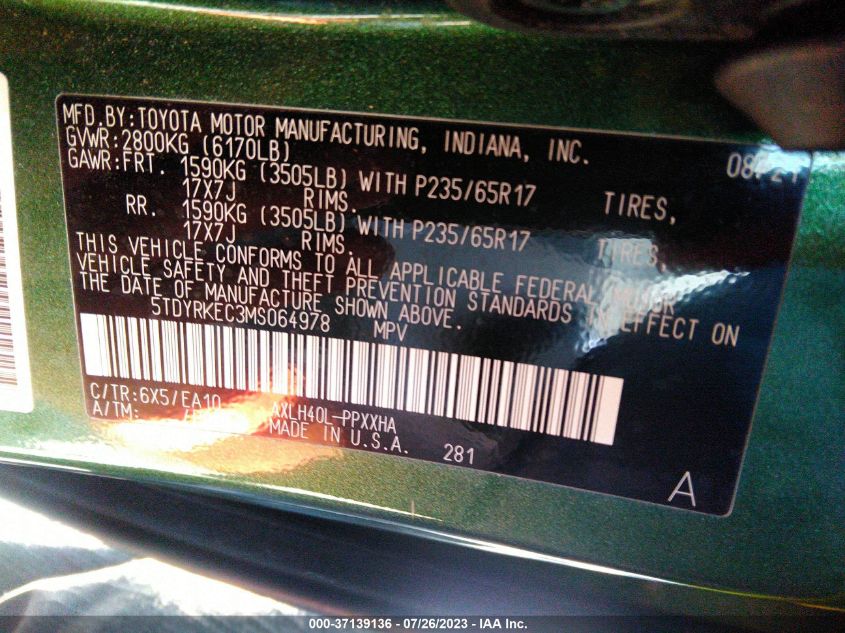 MFD.BY:TOYOTA MOTOR MANUFACTURING, INDIANA, INC.
GVWR:2800KG (6170LB)
GAWR:FRT. 1590KG (3505LB) WITH P235/65R17 TIRES,
17X7J RIMS.
RR. 1590KG (3505LB) WITH P235/65R17 TIRES,
17X7J RIMS.
THIS VEHICLE CONFORMS TO ALL APPLICABLE FEDERAL MOTOR
VEHICLE SAFETY AND THEFT PREVENTION STANDARDS IN EFFECT ON
THE DATE OF MANUFACTURE SHOWN ABOVE.
5TDYRKEC3MS064978 MPV
C/TR:6X5/EA10 AXLH40L-PPXXHA
A/TM: MADE IN U.S.A. 281
A
000-37139136 - 07/26/2023 - IAA Inc.